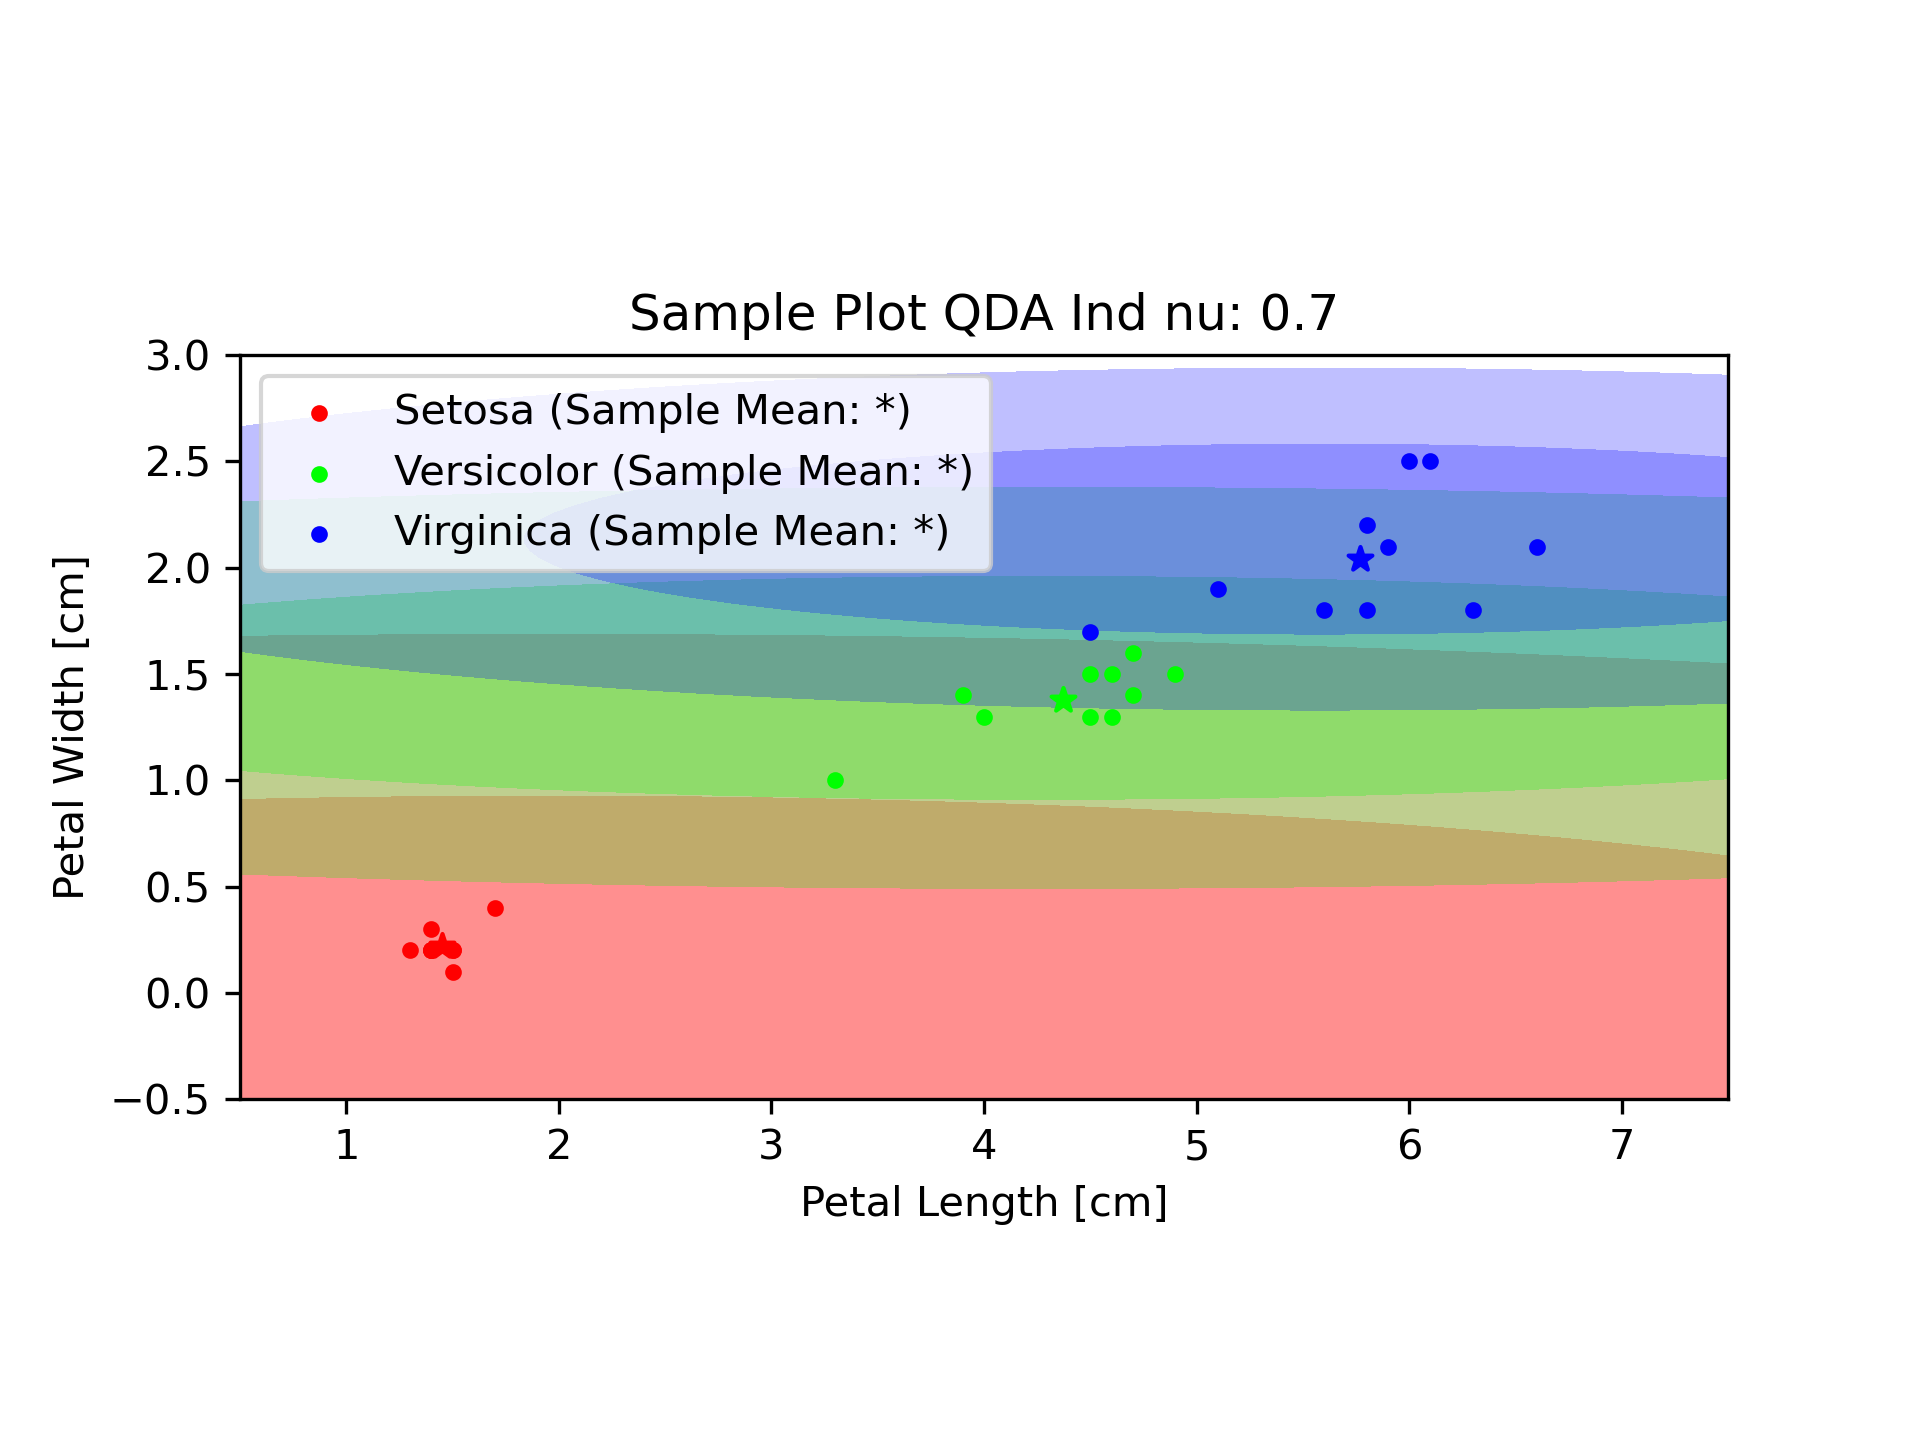 Sample Plot QDA Ind nu: 0.7
3.0
2.5
2.0
1.5
1.0
0.5
0.0
−0.5
Petal Width [cm]
Setosa (Sample Mean: *)
Versicolor (Sample Mean: *)
Virginica (Sample Mean: *)
1 2 3 4 5 6 7
Petal Length [cm]